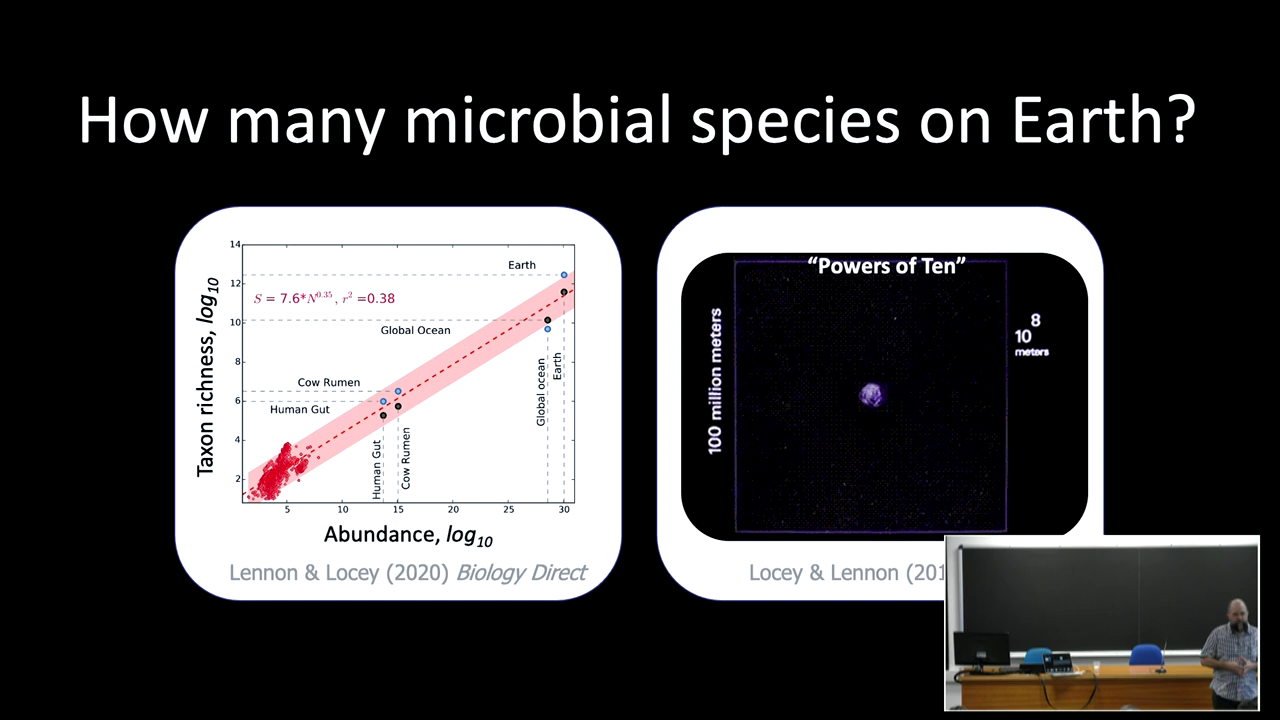 How many microbial species on Earth?
14
12
10
8
6
4
2
Taxon richness, log10
S = 7.6*N^0.35, r^2 =0.38
Earth
Global Ocean
Cow Rumen
Human Gut
Human Gut
Cow Rumen
Global ocean
Earth
5
10
15
20
25
30
Abundance, log10
Lennon & Locey (2020) Biology Direct
"Powers of Ten"
100 million meters
10^8
meters
Locey & Lennon (201